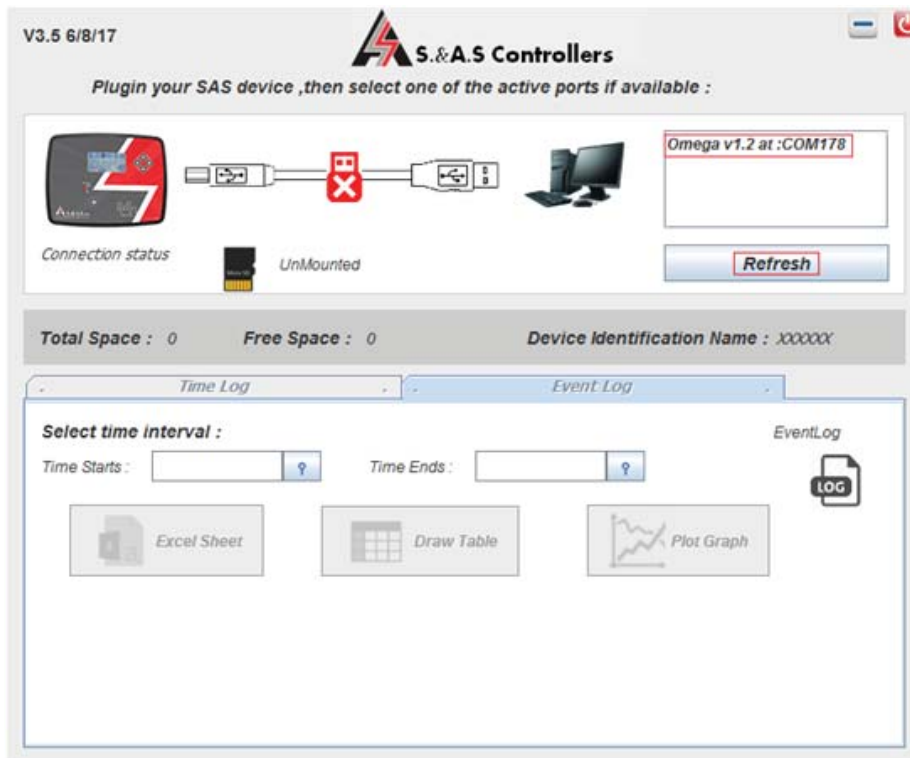 V3.5 6/8/17
S.&A.S Controllers
Plugin your SAS device ,then select one of the active ports if available :
Omega v1.2 at :COM178
Connection status
UnMounted
Refresh
Total Space : 0 Free Space : 0 Device Identification Name : XXXXXX
. Time Log . . Event Log .
Select time interval :
EventLog
Time Starts : Time Ends :
LOG
Excel Sheet Draw Table Plot Graph